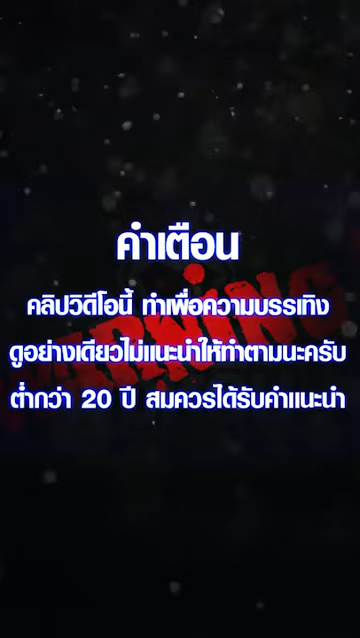 คำเตือน
WARNING
คลิปวิดีโอนี้ ทำเพื่อความบรรเทิง
ดูอย่างเดียวไม่แนะนำให้ทำตามนะครับ
ต่ำกว่า 20 ปี สมควรได้รับคำแนะนำ